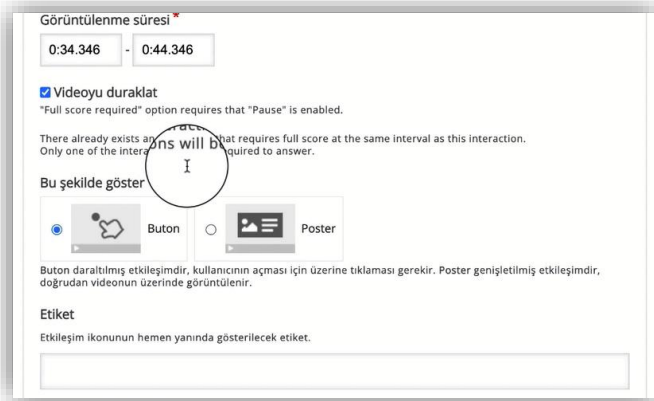 Görüntülenme süresi *
0:34.346 - 0:44.346
Videoyu duraklat
"Full score required" option requires that "Pause" is enabled.
There already exists an that requires full score at the same interval as this interaction.
Only one of the ons will be required to answer.
Bu şekilde göster
Buton Poster
Buton daraltılmış etkileşimdir, kullanıcının açması için üzerine tıklaması gerekir. Poster genişletilmiş etkileşimdir,
doğrudan videonun üzerinde görüntülenir.
Etiket
Etkileşim ikonunun hemen yanında gösterilecek etiket.